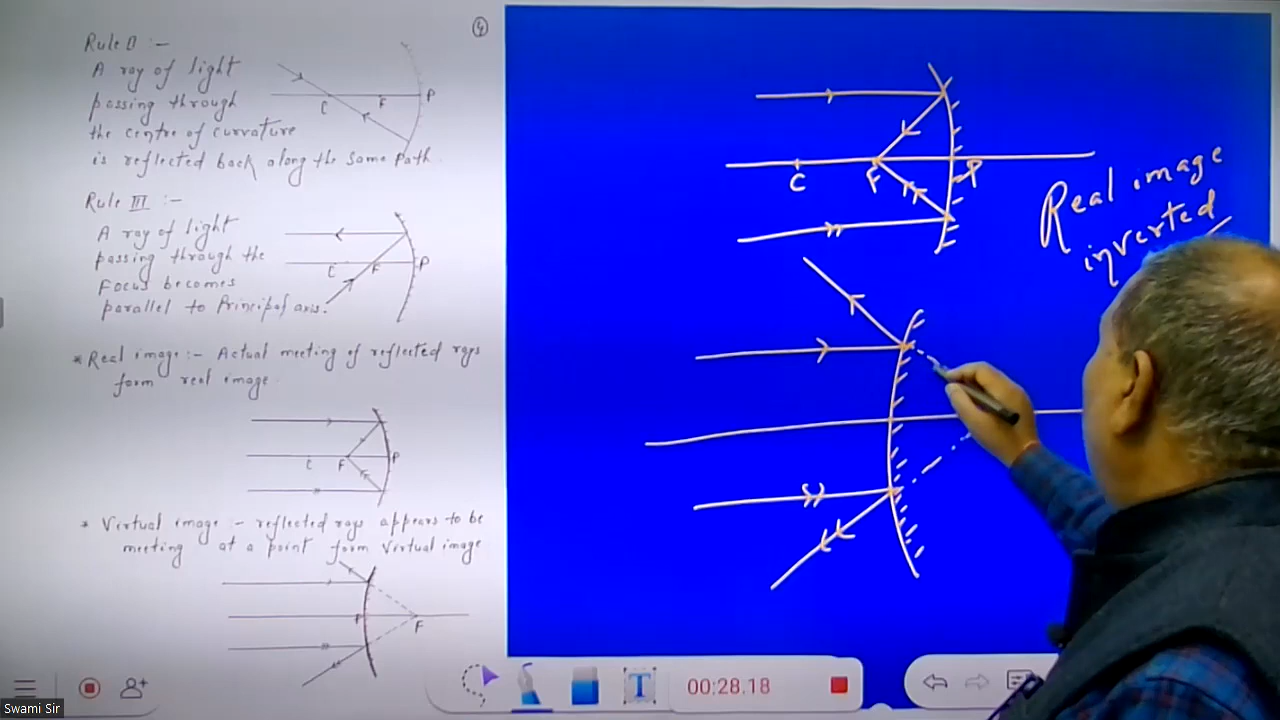 4
Rule II :-
A ray of light
passing through
the centre of curvature
is reflected back along the same path.
C F P
Rule III :-
A ray of light
passing through the
Focus becomes
parallel to Principal axis.
C F P
* Real image :- Actual meeting of reflected rays
form real image
C F P
* Virtual image - reflected rays appears to be
meeting at a point form virtual image
P F
C F P
Real image
inverted
T
00:28.18
Swami Sir